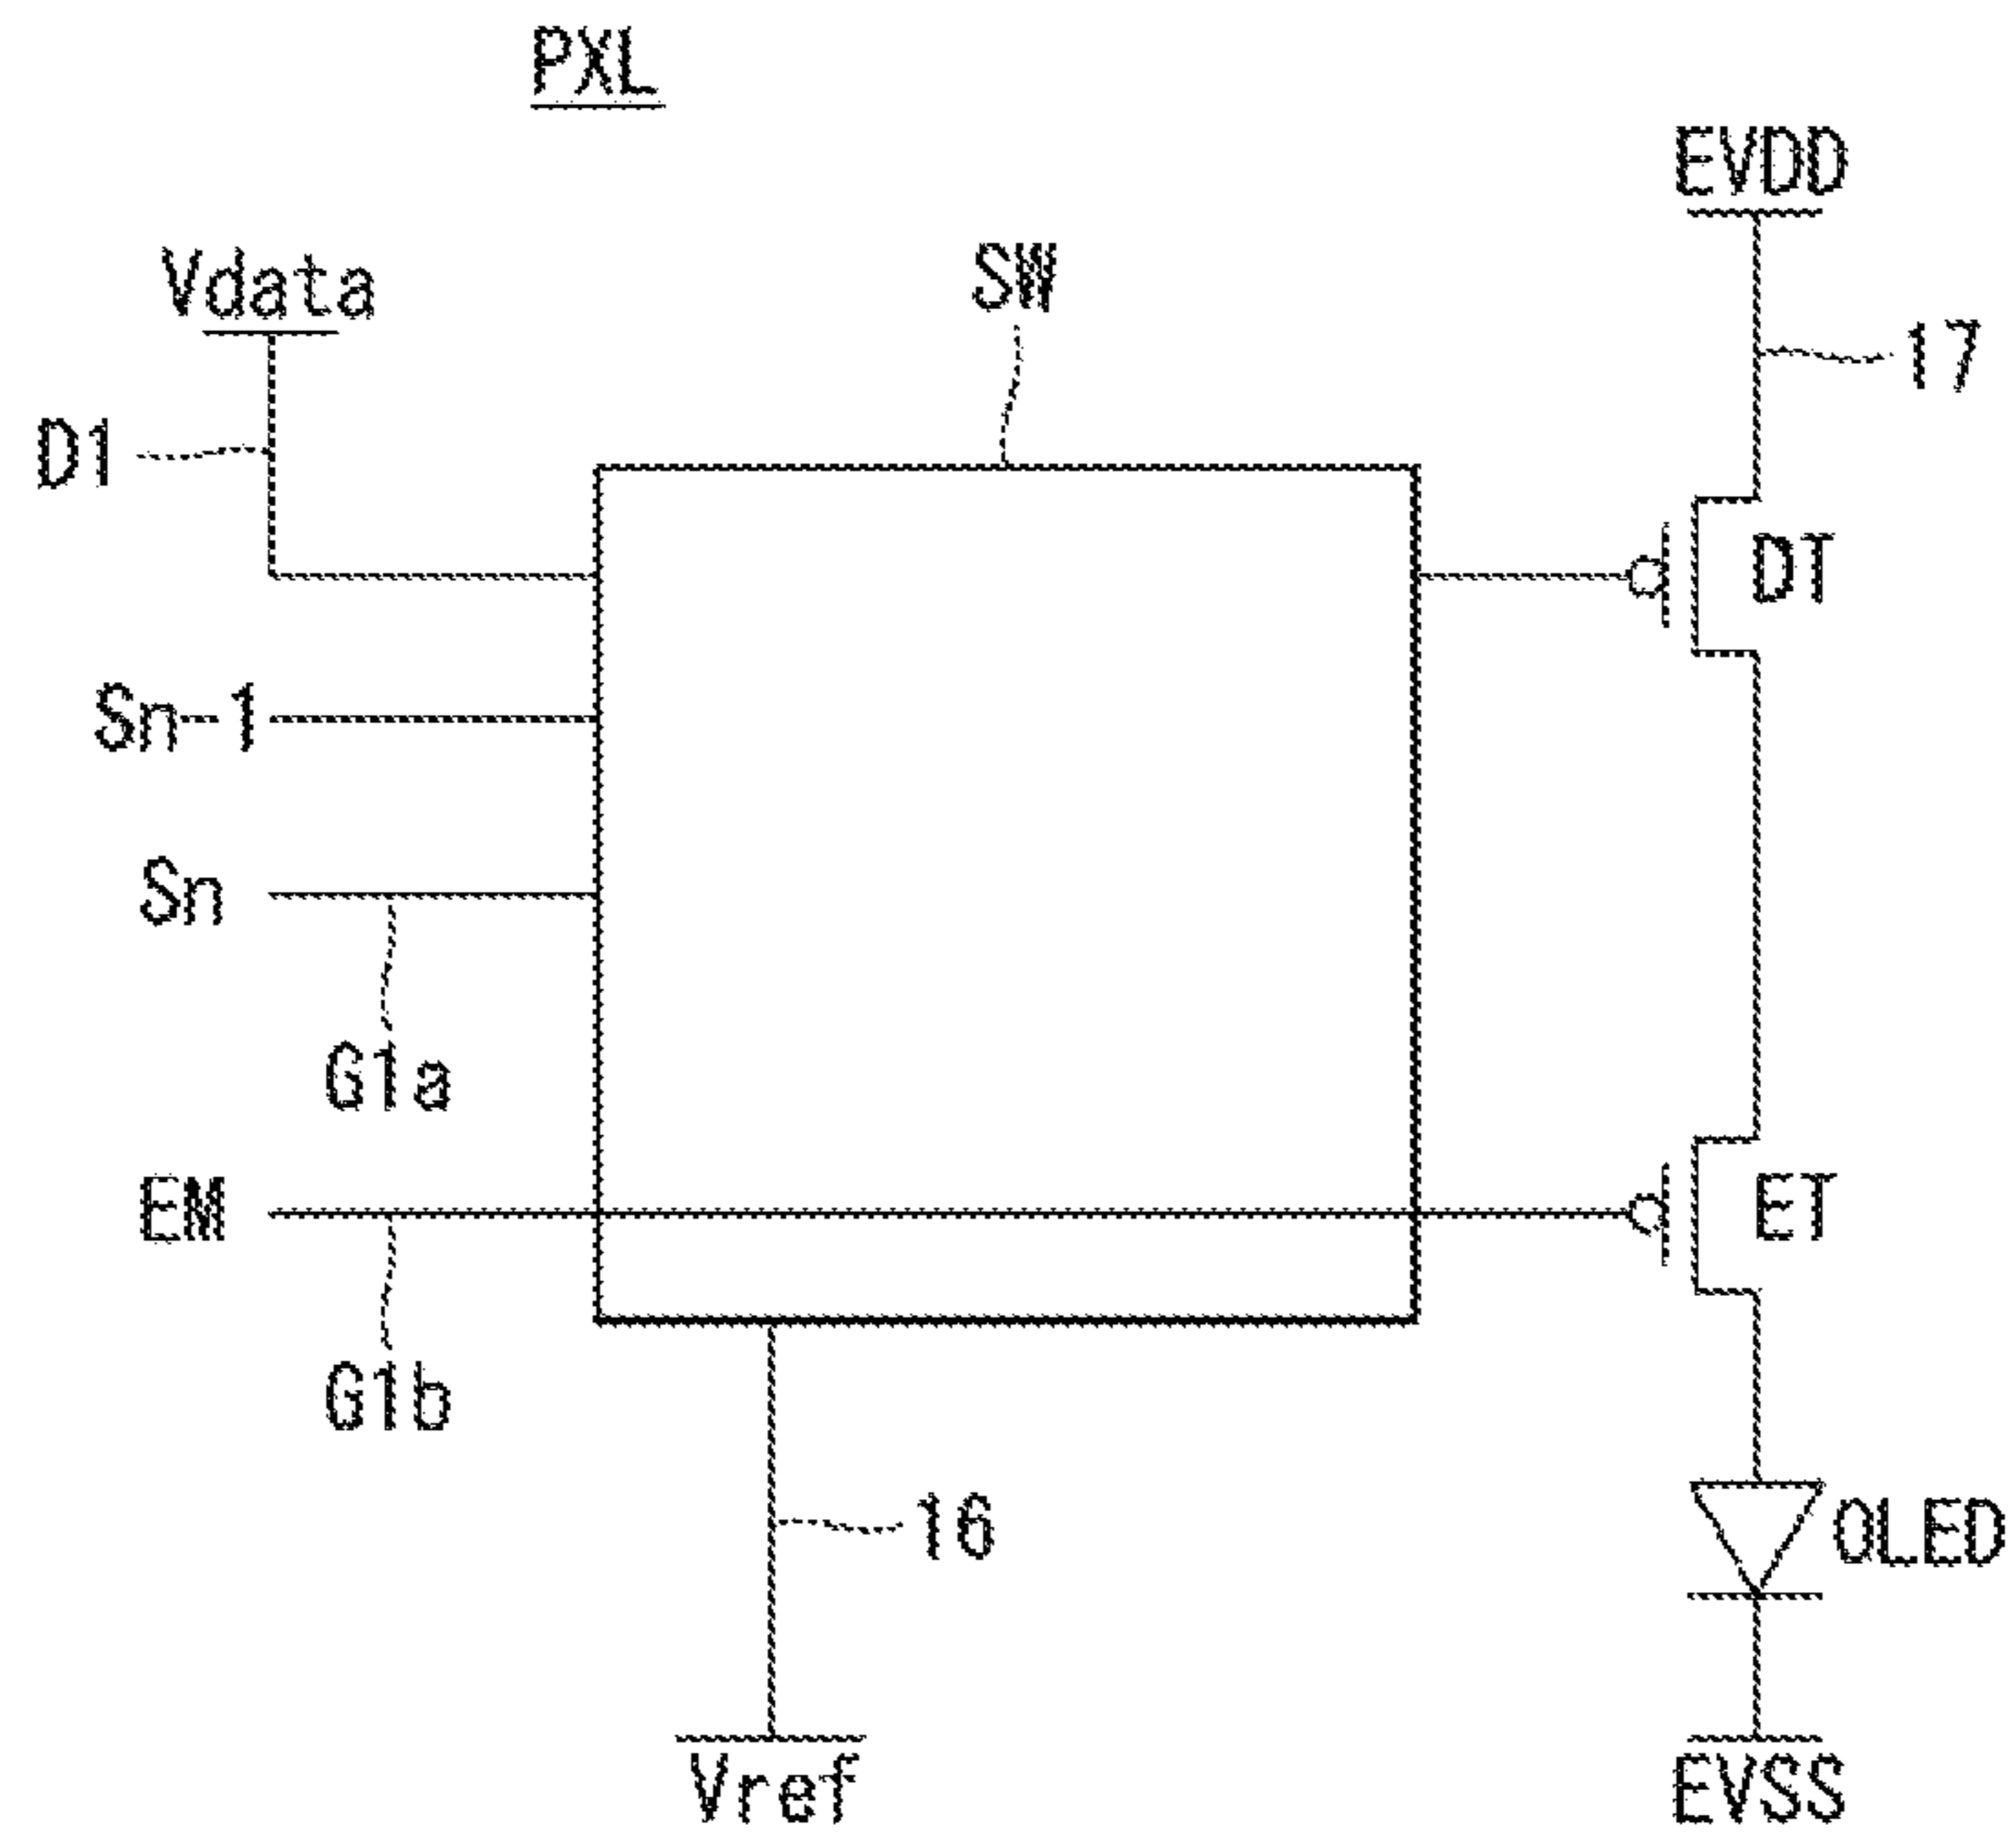 PXL
EVDD
Vdata
SW
17
D1
DT
Sn-1
Sn
G1a
EM
ET
G1b
16
OLED
Vref
EVSS